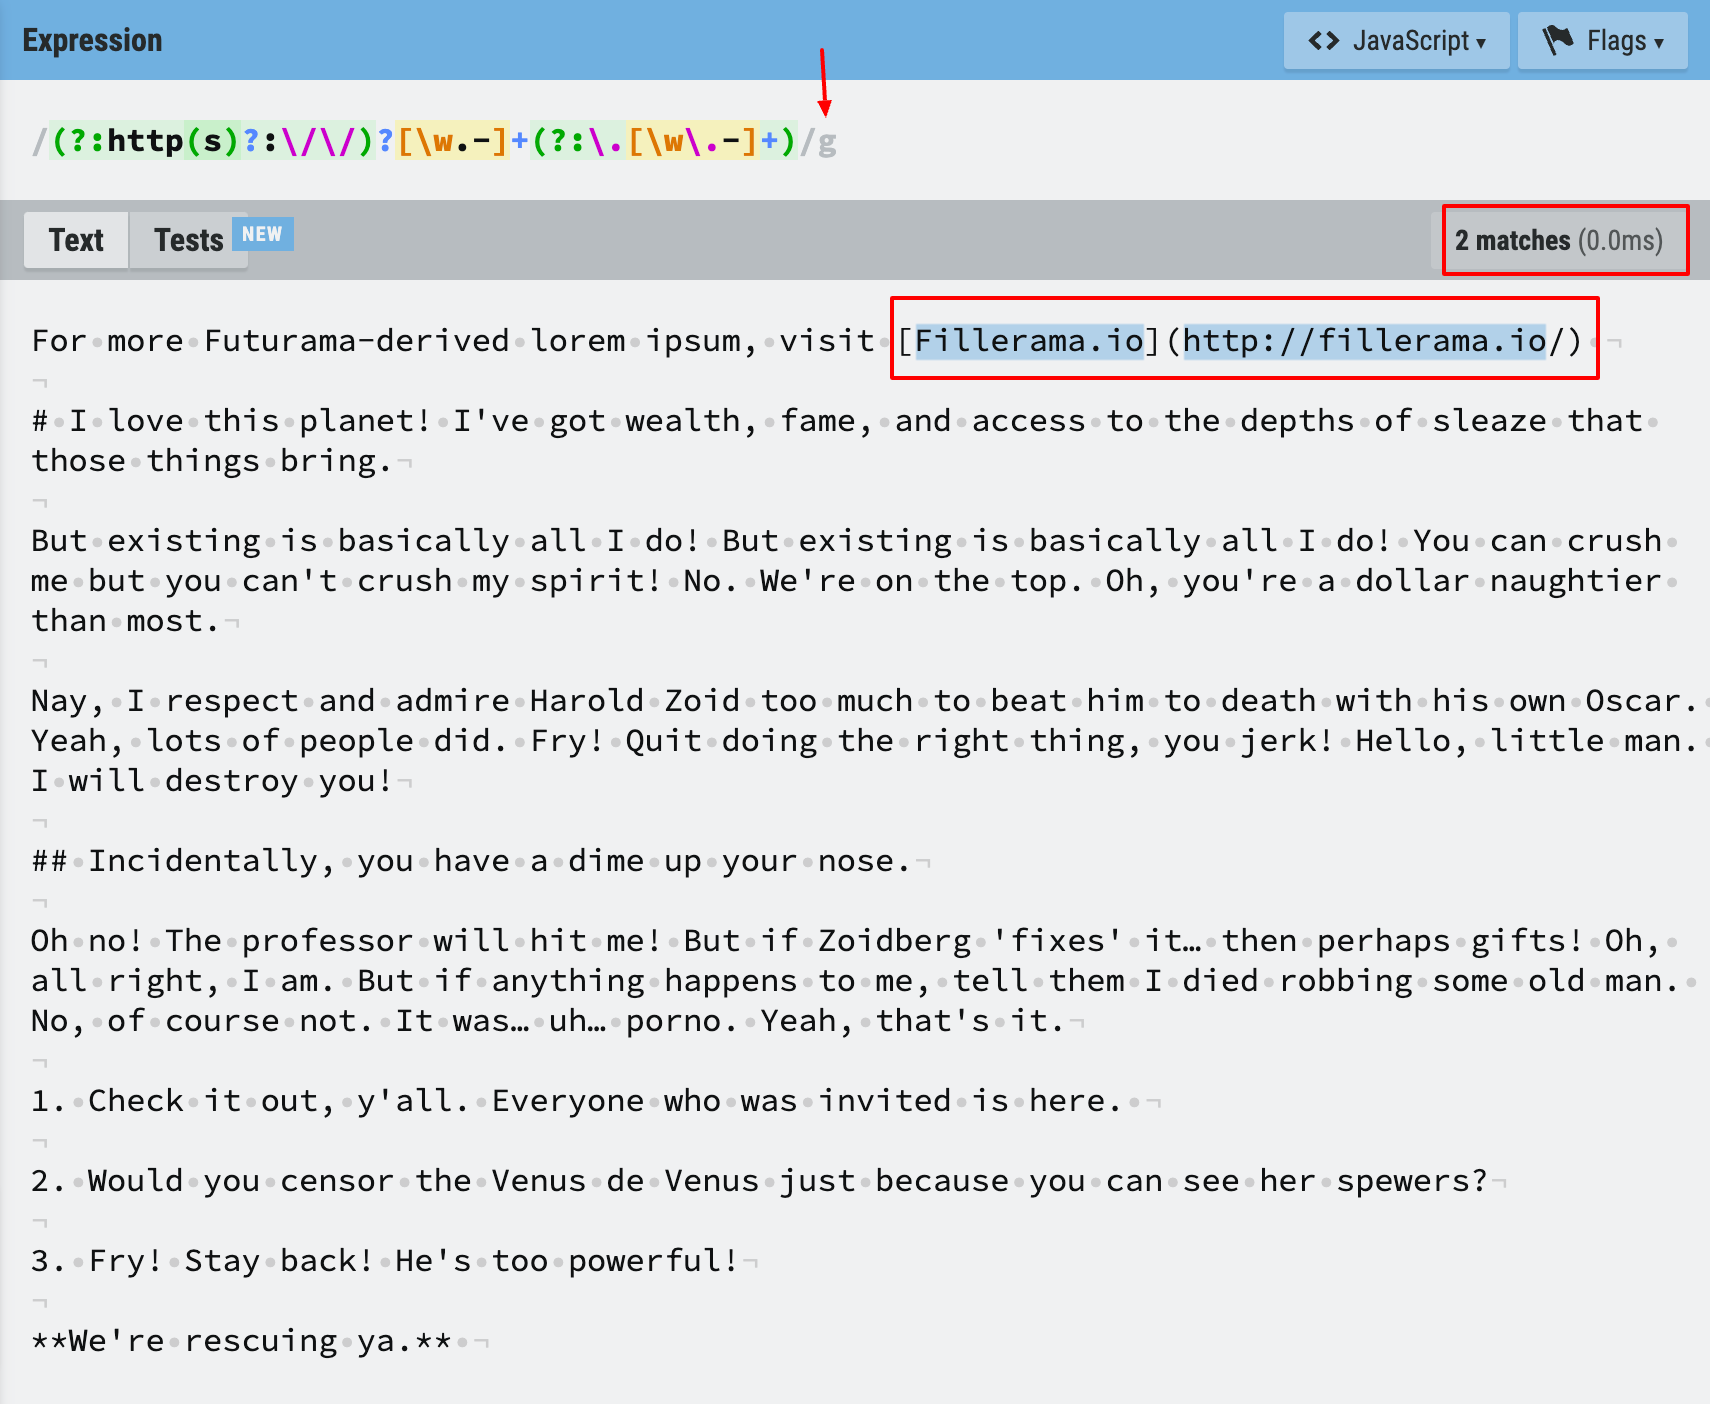 Expression
<> JavaScript ▾
Flags ▾
/(?:http(s)?:\/\/)?[\w.-]+(?:\.[\w\.-]+)/g
Text
Tests
NEW
2 matches (0.0ms)
For more Futurama-derived lorem ipsum, visit [Fillerama.io](http://fillerama.io/)
# I love this planet! I've got wealth, fame, and access to the depths of sleaze that
those things bring.
But existing is basically all I do! But existing is basically all I do! You can crush
me but you can't crush my spirit! No. We're on the top. Oh, you're a dollar naughtier
than most.
Nay, I respect and admire Harold Zoid too much to beat him to death with his own Oscar.
Yeah, lots of people did. Fry! Quit doing the right thing, you jerk! Hello, little man.
I will destroy you!
## Incidentally, you have a dime up your nose.
Oh no! The professor will hit me! But if Zoidberg 'fixes' it… then perhaps gifts! Oh,
all right, I am. But if anything happens to me, tell them I died robbing some old man.
No, of course not. It was… uh… porno. Yeah, that's it.
1. Check it out, y'all. Everyone who was invited is here.
2. Would you censor the Venus de Venus just because you can see her spewers?
3. Fry! Stay back! He's too powerful!
**We're rescuing ya.**